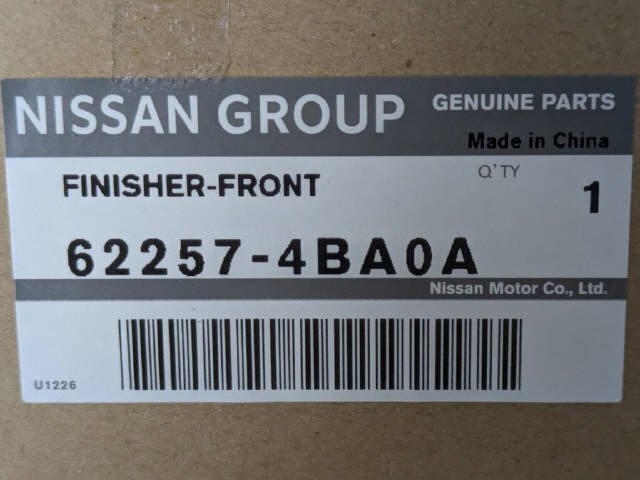 NISSAN GROUP GENUINE PARTS
Made in China
FINISHER-FRONT Q'TY 1
62257-4BA0A
Nissan Motor Co., Ltd.
U1226